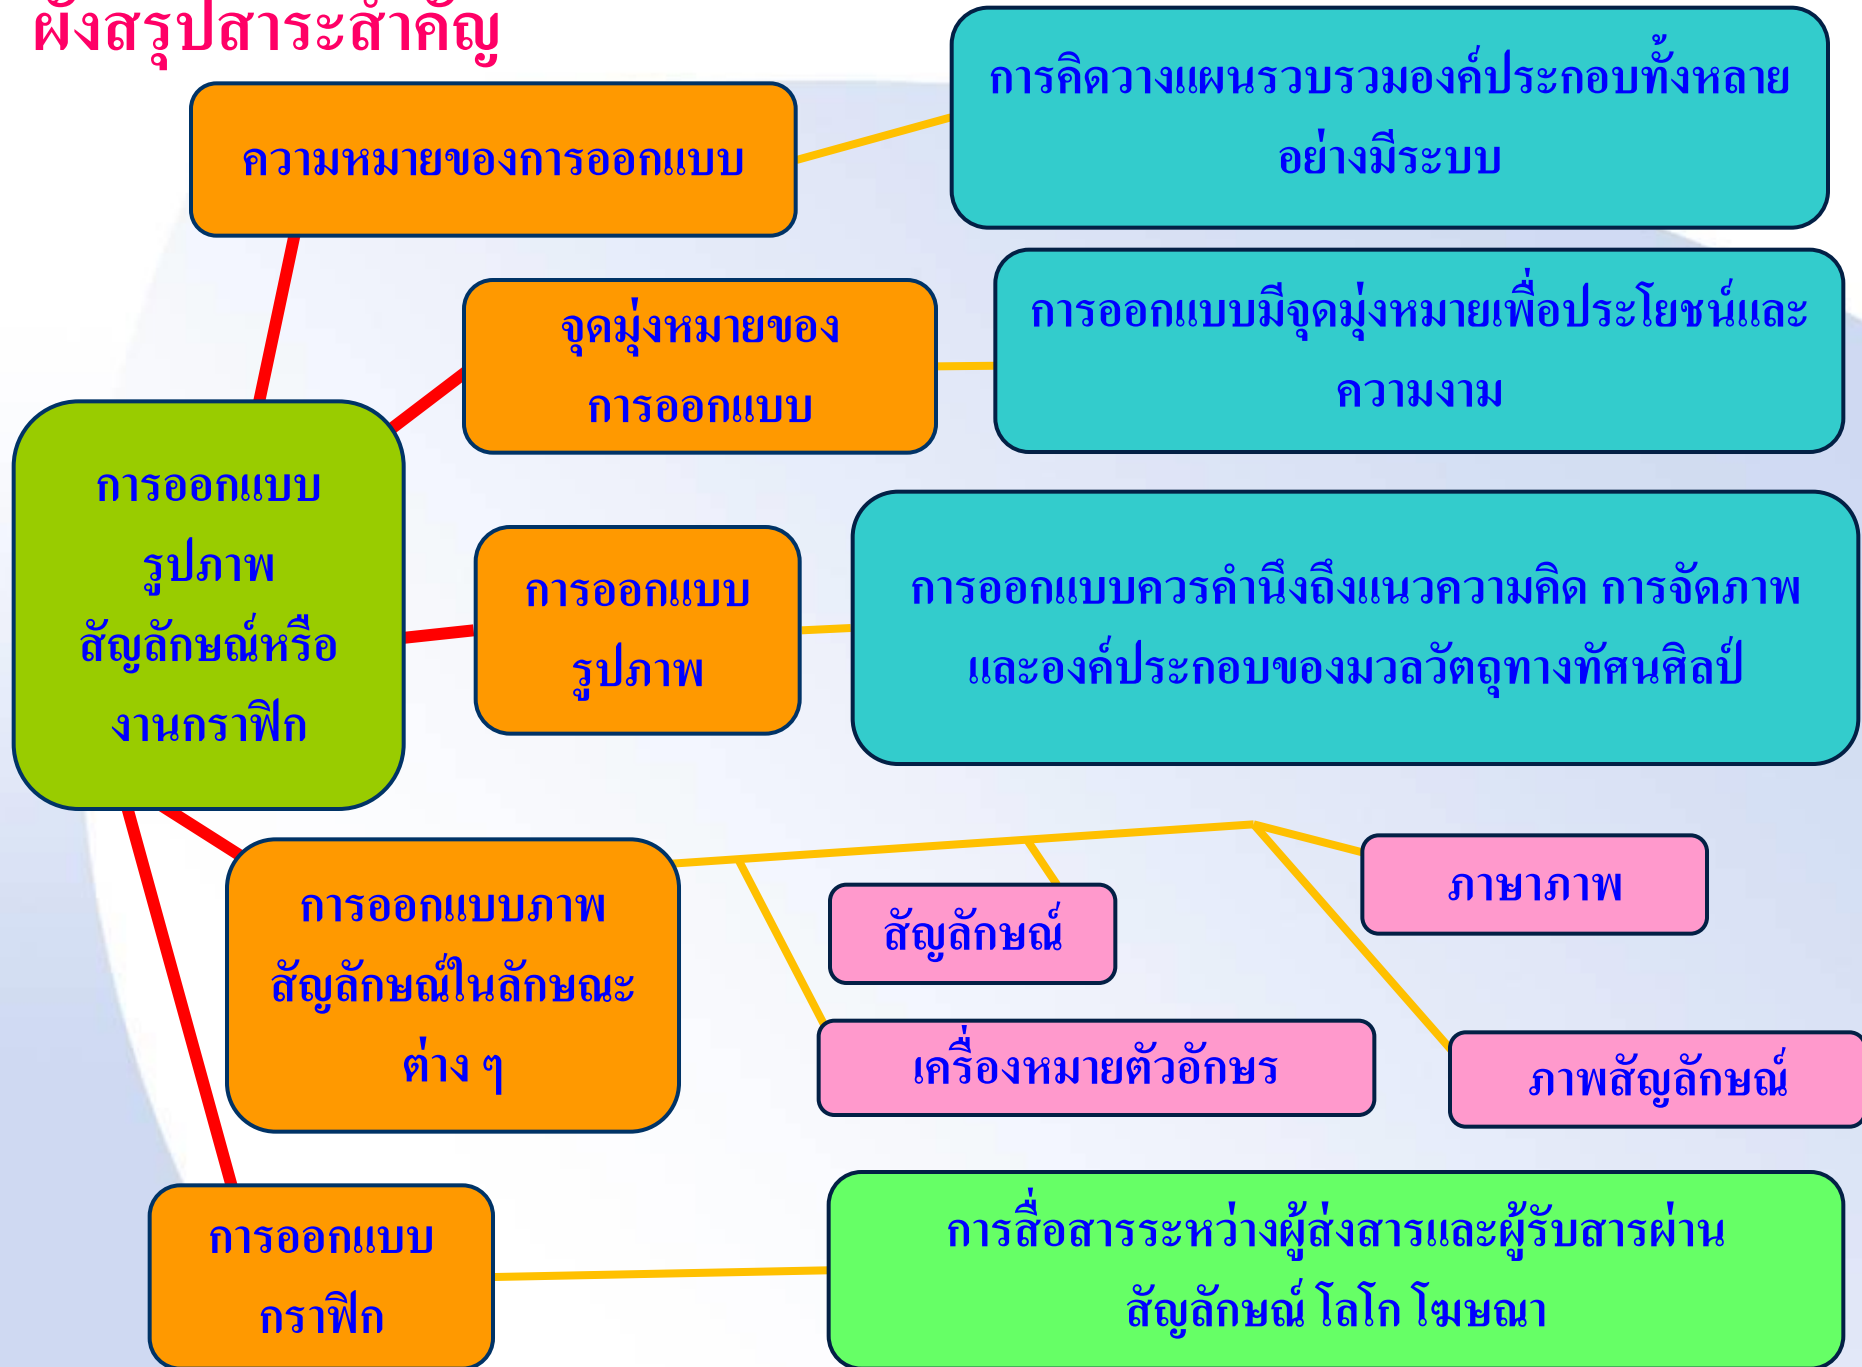 ผังสรุปสาระสำคัญ
ความหมายของการออกแบบ
การคิดวางแผนรวบรวมองค์ประกอบทั้งหลาย
อย่างมีระบบ
จุดมุ่งหมายของ
การออกแบบ
การออกแบบมีจุดมุ่งหมายเพื่อประโยชน์และ
ความงาม
การออกแบบ
รูปภาพ
สัญลักษณ์หรือ
งานกราฟิก
การออกแบบ
รูปภาพ
การออกแบบควรคำนึงถึงแนวความคิด การจัดภาพ
และองค์ประกอบของมวลวัตถุทางทัศนศิลป์
การออกแบบภาพ
สัญลักษณ์ในลักษณะ
ต่าง ๆ
สัญลักษณ์
ภาษาภาพ
เครื่องหมายตัวอักษร
ภาพสัญลักษณ์
การออกแบบ
กราฟิก
การสื่อสารระหว่างผู้ส่งสารและผู้รับสารผ่าน
สัญลักษณ์ โลโก โฆษณา